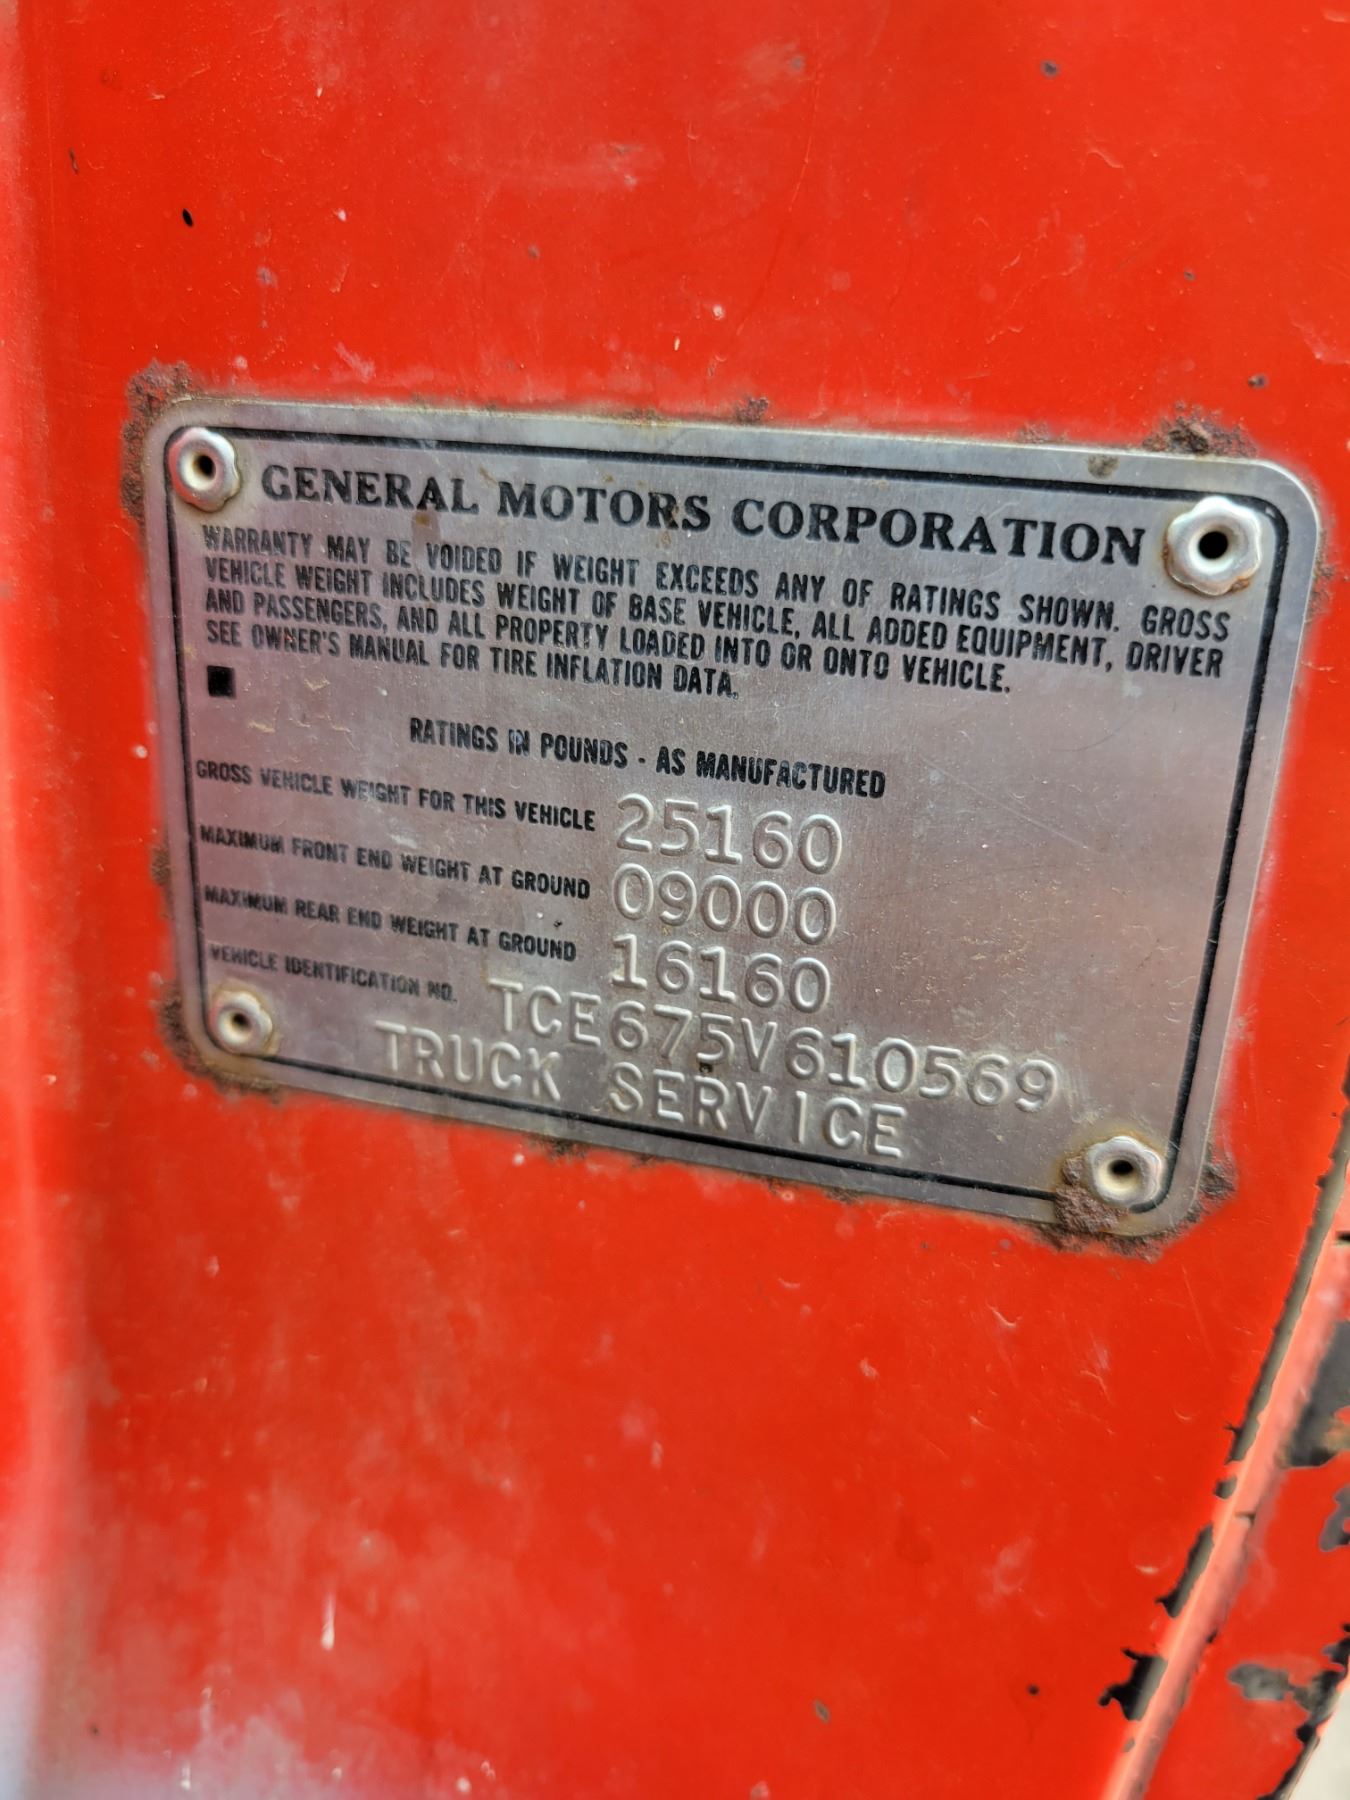 GENERAL MOTORS CORPORATION
WARRANTY MAY BE VOIDED IF WEIGHT EXCEEDS ANY OF RATINGS SHOWN. GROSS
VEHICLE WEIGHT INCLUDES WEIGHT OF BASE VEHICLE, ALL ADDED EQUIPMENT, DRIVER
AND PASSENGERS, AND ALL PROPERTY LOADED INTO OR ONTO VEHICLE.
SEE OWNER'S MANUAL FOR TIRE INFLATION DATA.
RATINGS IN POUNDS - AS MANUFACTURED
GROSS VEHICLE WEIGHT FOR THIS VEHICLE 25160
MAXIMUM FRONT END WEIGHT AT GROUND 09000
MAXIMUM REAR END WEIGHT AT GROUND 16160
VEHICLE IDENTIFICATION NO. TCE675V610569
TRUCK SERVICE